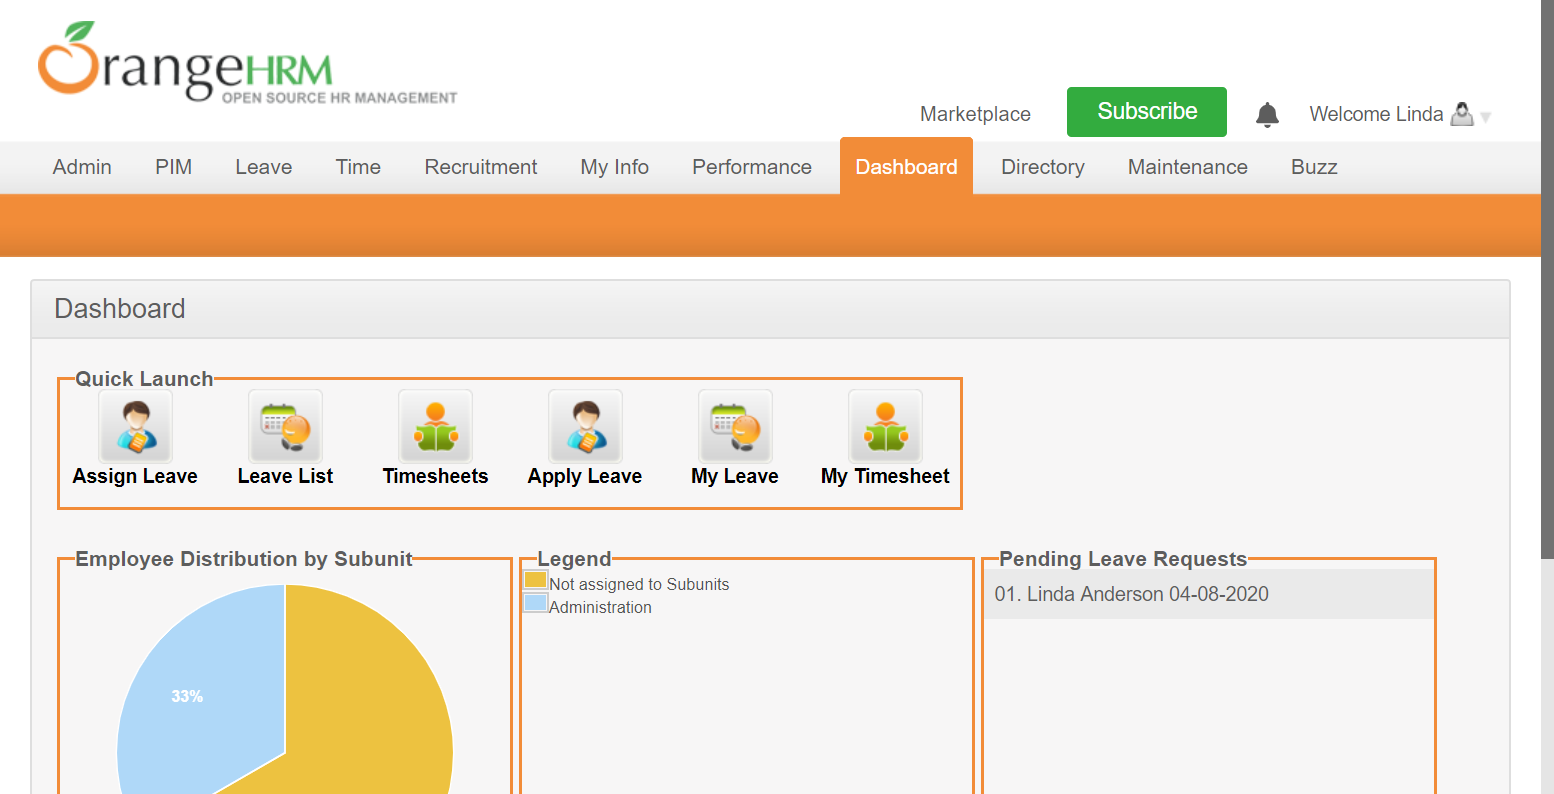 OrangeHRM
OPEN SOURCE HR MANAGEMENT
Marketplace
Subscribe
Welcome Linda
Admin PIM Leave Time Recruitment My Info Performance Dashboard Directory Maintenance Buzz
Dashboard
Quick Launch
Assign Leave Leave List Timesheets Apply Leave My Leave My Timesheet
Employee Distribution by Subunit
33%
Legend
Not assigned to Subunits
Administration
Pending Leave Requests
01. Linda Anderson 04-08-2020